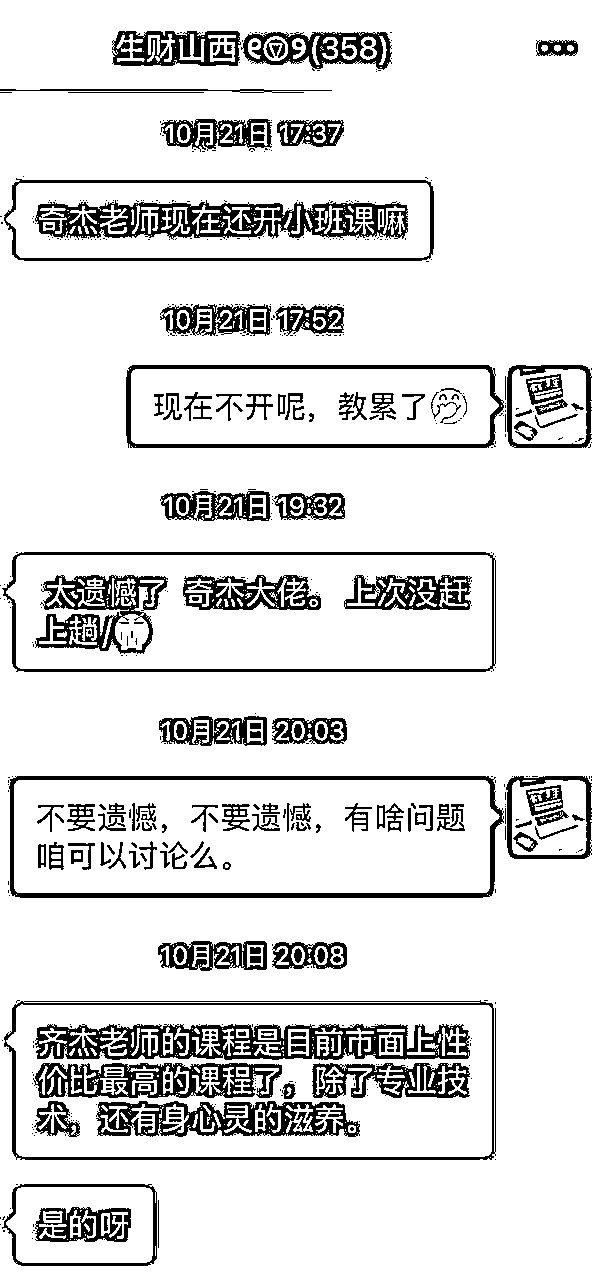 生财山西 (358)
10月21日 17:37
奇杰老师现在还开小班课嘛
10月21日 17:52
现在不开呢，教累了
10月21日 19:32
太遗憾了 奇杰大佬。 上次没赶
上趟/
10月21日 20:03
不要遗憾，不要遗憾，有啥问题
咱可以讨论么。
10月21日 20:08
齐杰老师的课程是目前市面上性
价比最高的课程了，除了专业技
术，还有身心灵的滋养。
是的呀